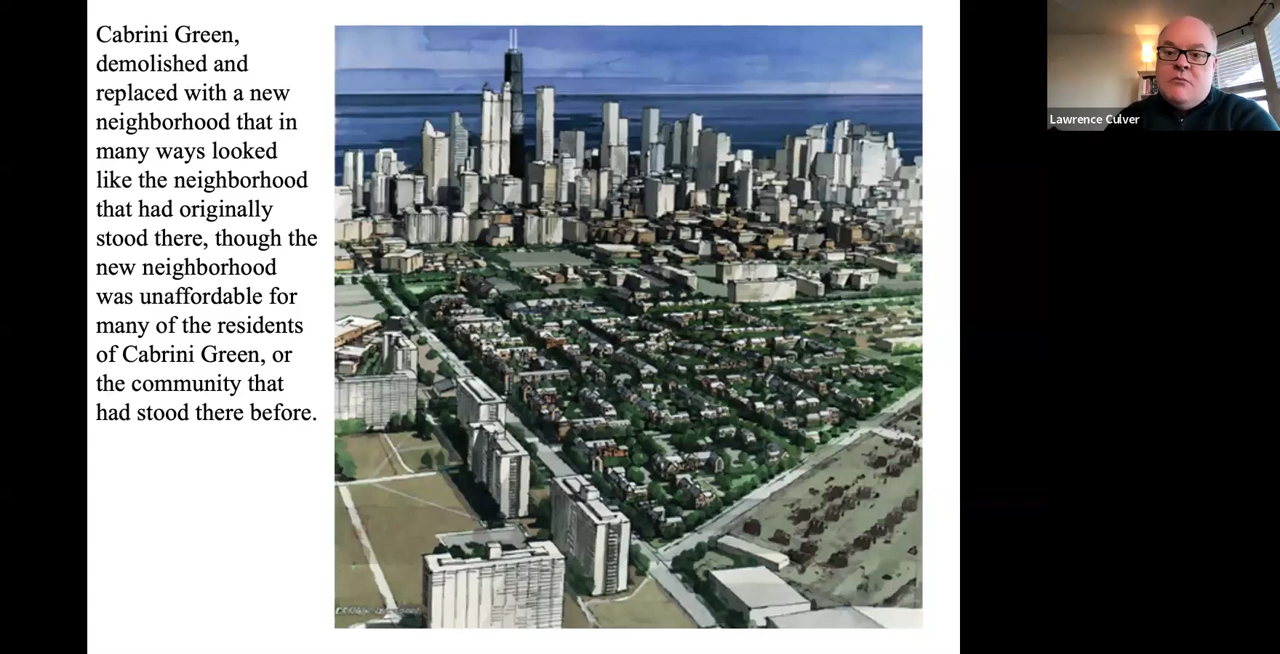 Cabrini Green,
demolished and
replaced with a new
neighborhood that in
many ways looked
like the neighborhood
that had originally
stood there, though the
new neighborhood
was unaffordable for
many of the residents
of Cabrini Green, or
the community that
had stood there before.
Lawrence Culver